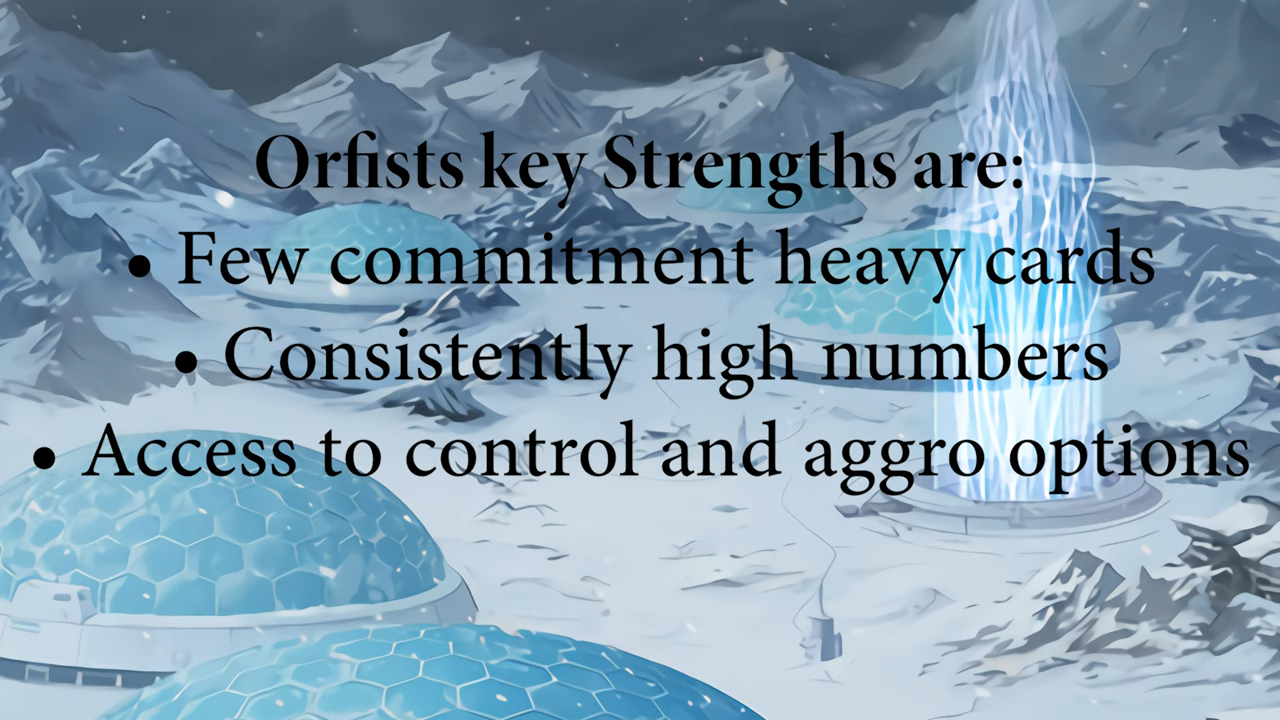 Orfists key Strengths are:
• Few commitment heavy cards
• Consistently high numbers
• Access to control and aggro options